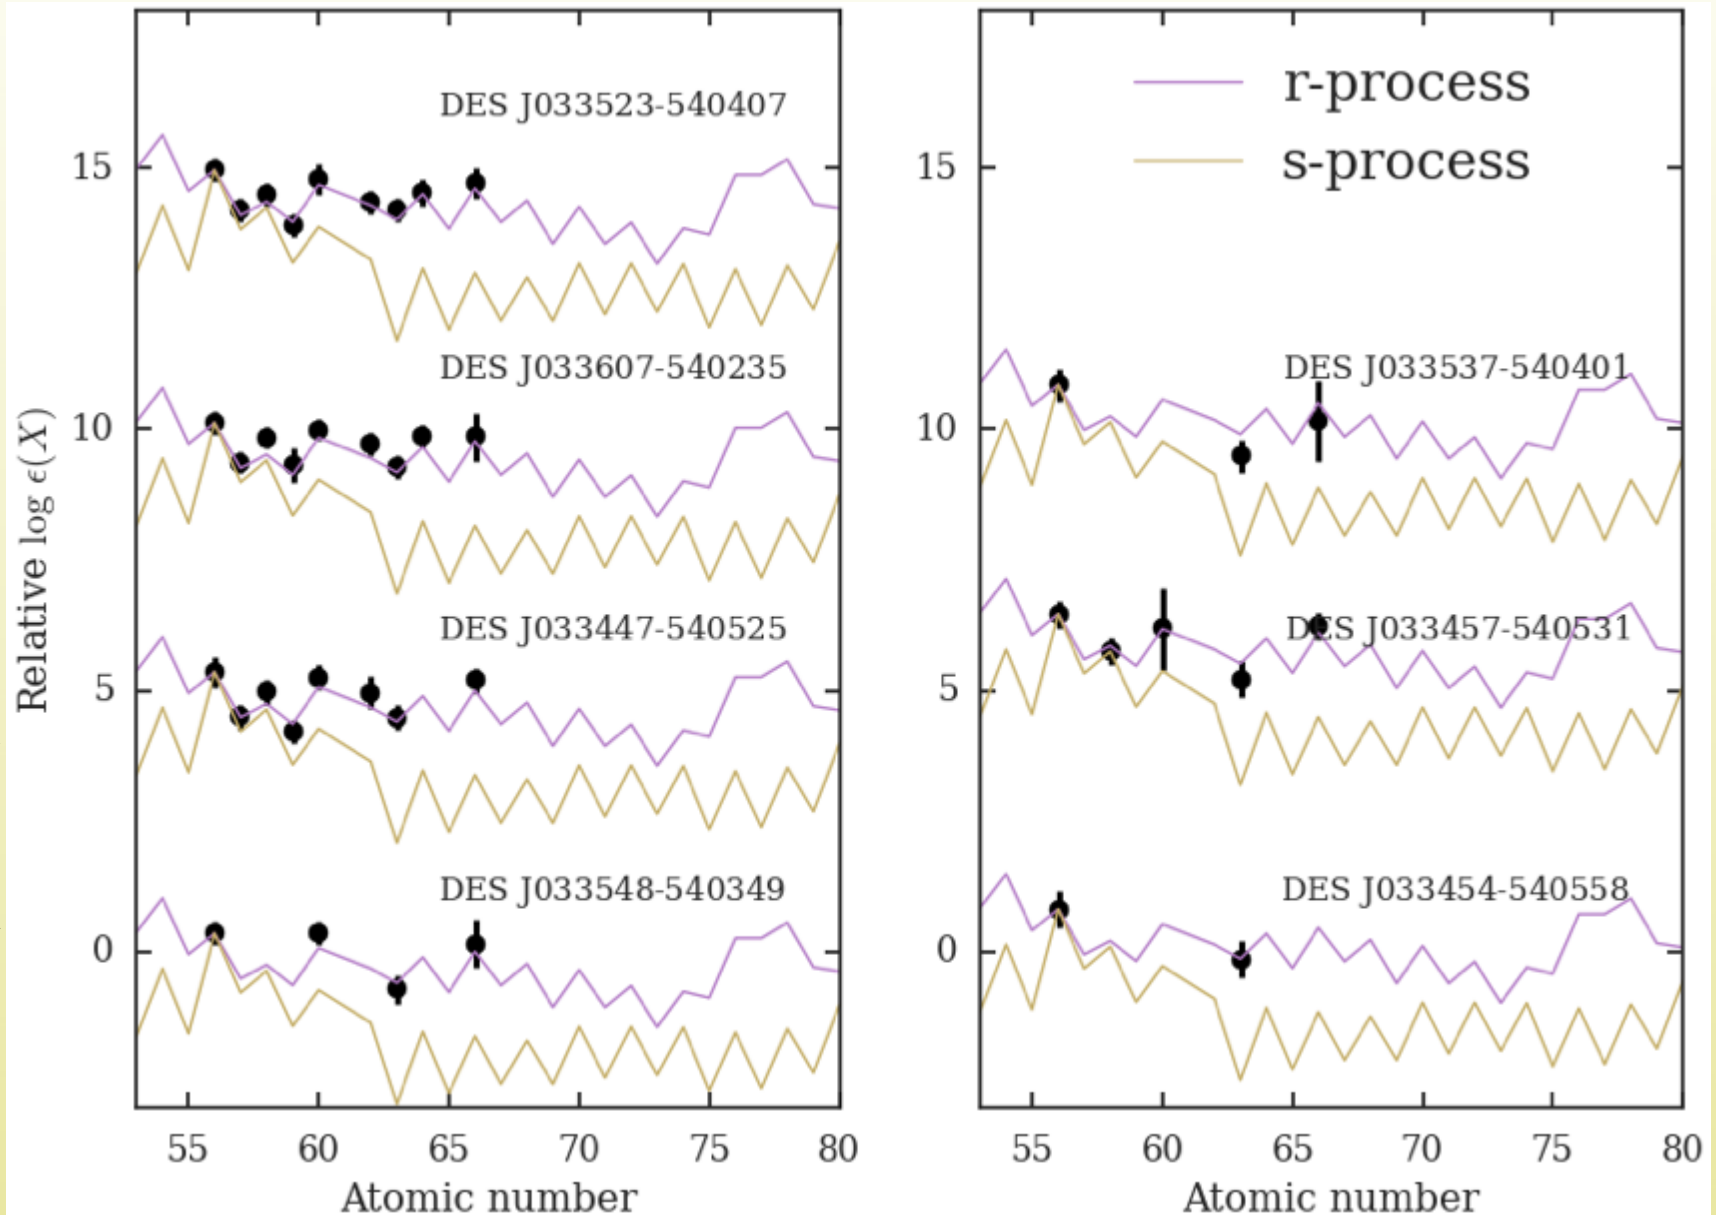 DES J033523-540407
DES J033607-540235
DES J033447-540525
DES J033548-540349
15
10
5
0
Relative log ϵ(X)
55 60 65 70 75 80
Atomic number
r-process
s-process
DES J033537-540401
DES J033457-540531
DES J033454-540558
15
10
5
0
55 60 65 70 75 80
Atomic number